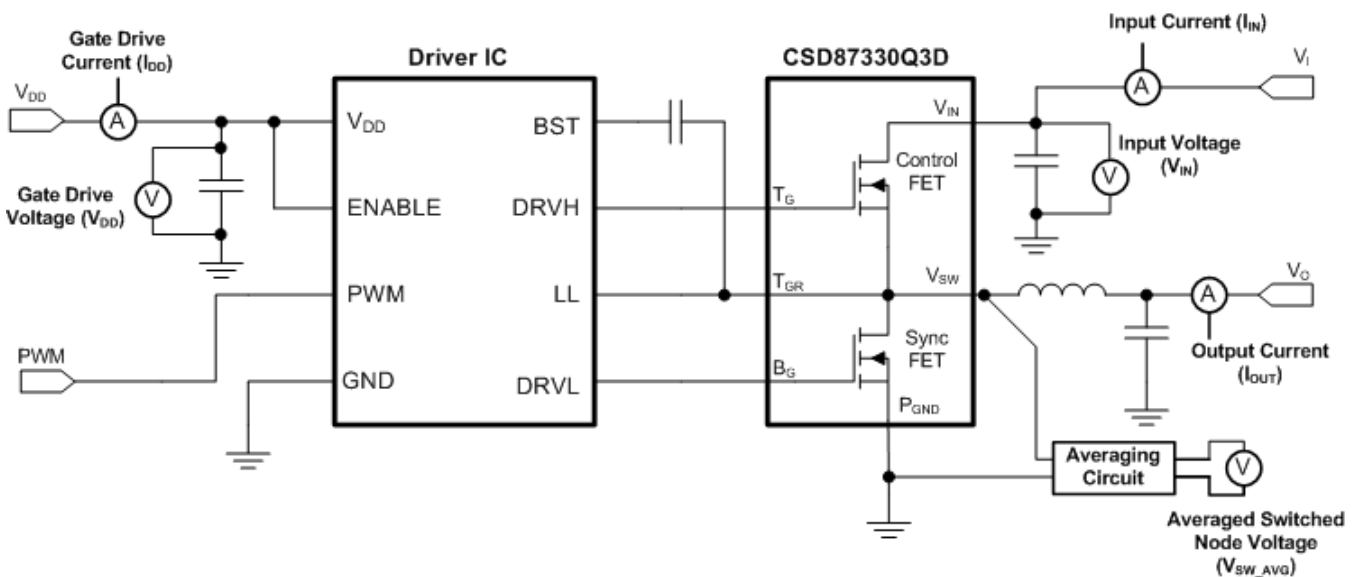 Gate Drive
Current (I_DD)
V_DD
A
Gate Drive
Voltage (V_DD)
V
PWM
Driver IC
V_DD
BST
ENABLE
DRVH
PWM
LL
GND
DRVL
CSD87330Q3D
V_IN
Control
FET
T_G
T_GR
V_SW
Sync
FET
B_G
P_GND
Input Current (I_IN)
A
V_I
V
Input Voltage
(V_IN)
A
V_O
Output Current
(I_OUT)
Averaging
Circuit
V
Averaged Switched
Node Voltage
(V_SW_AVG)